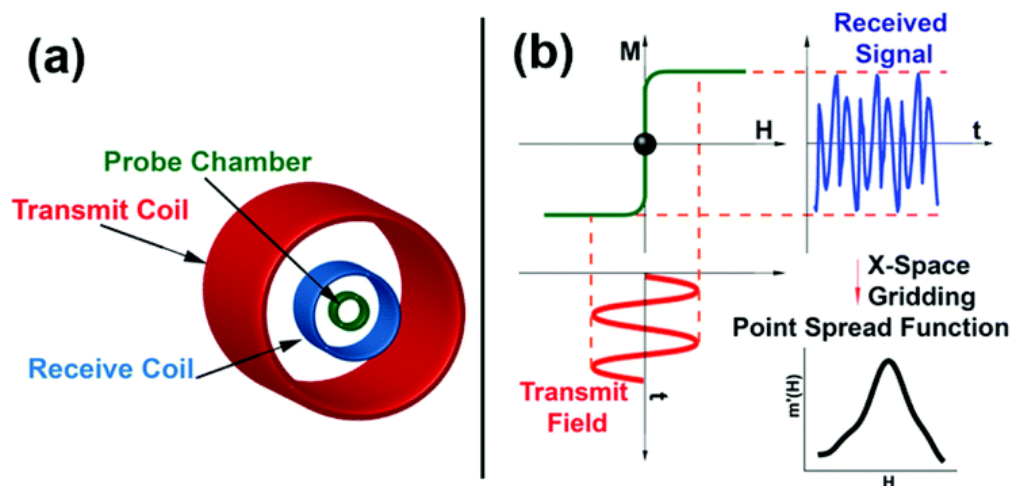 (a)
Probe Chamber
Transmit Coil
Receive Coil
(b)
M
H
Received
Signal
t
X-Space
Gridding
Point Spread Function
Transmit
Field
t
m'(H)
H